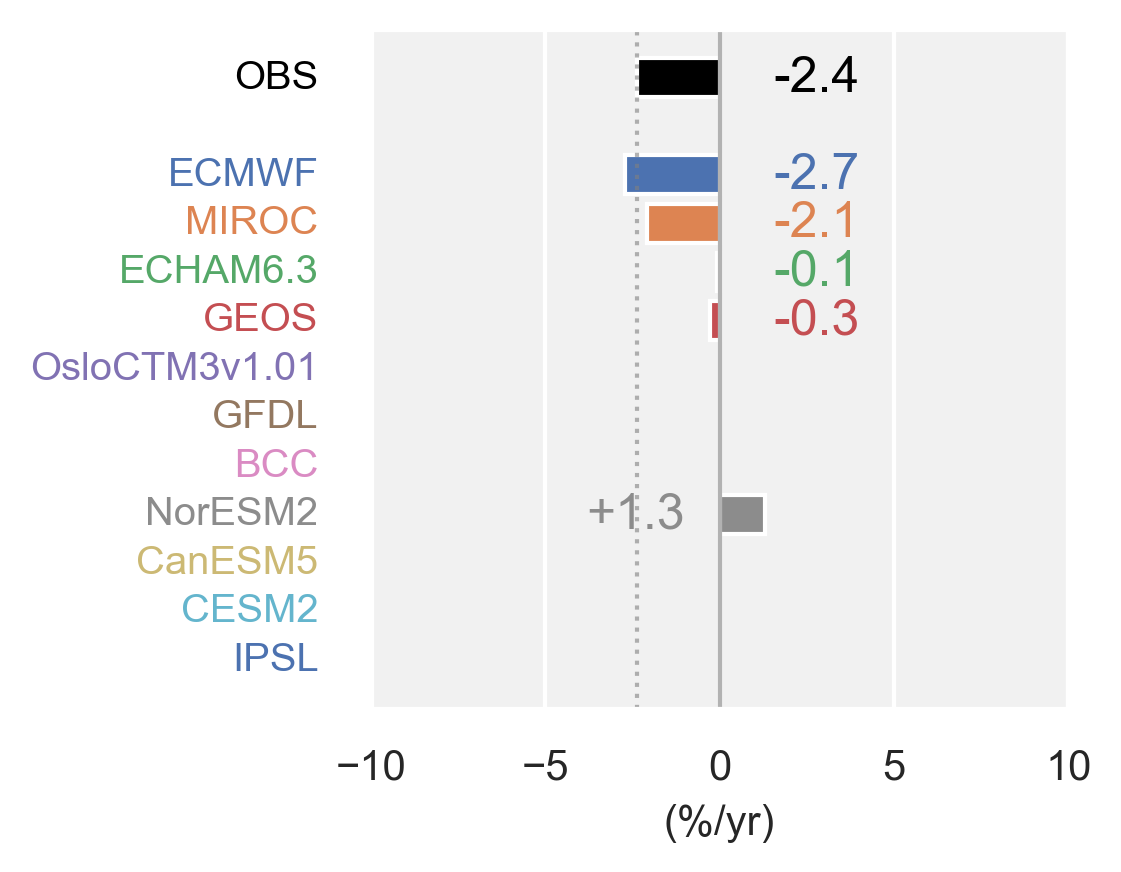 OBS -2.4
ECMWF -2.7
MIROC -2.1
ECHAM6.3 -0.1
GEOS -0.3
OsloCTM3v1.01
GFDL
BCC
NorESM2 +1.3
CanESM5
CESM2
IPSL
−10 −5 0 5 10
(%/yr)